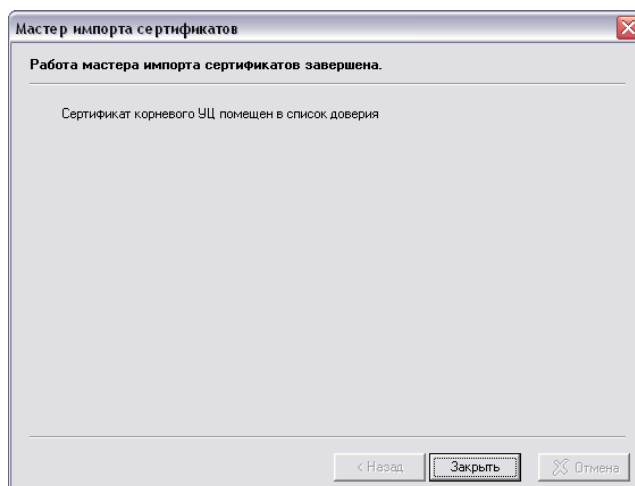 Мастер импорта сертификатов
Работа мастера импорта сертификатов завершена.
Сертификат корневого УЦ помещен в список доверия
< Назад Закрыть Отмена